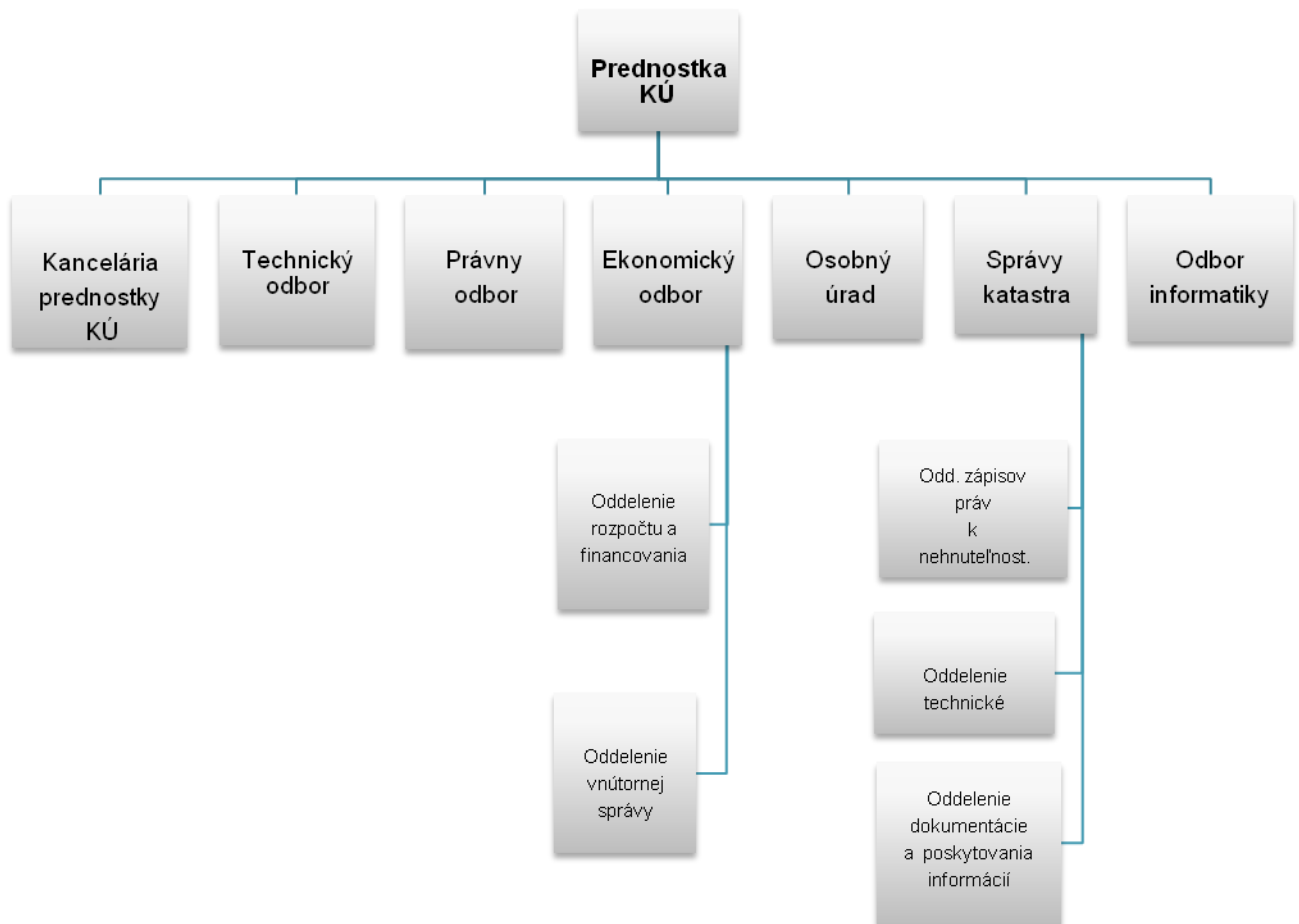 Prednostka
KÚ
Kancelária
prednostky
KÚ
Technický
odbor
Právny
odbor
Ekonomický
odbor
Osobný
úrad
Správy
katastra
Odbor
informatiky
Oddelenie
rozpočtu a
financovania
Oddelenie
vnútornej
správy
Odd. zápisov
práv
k
nehnuteľnost.
Oddelenie
technické
Oddelenie
dokumentácie
a poskytovania
informácií